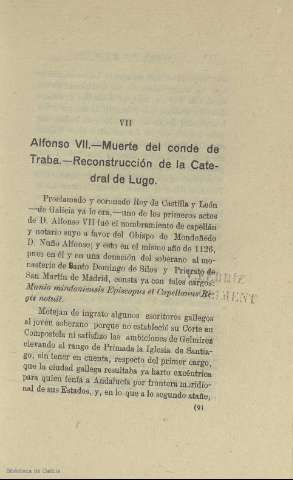 VII
Alfonso VII.—Muerte del conde de
Traba.—Reconstrucción de la Cate-
dral de Lugo.
Proclamado y coronado Rey de Castilla y León
—de Galicia ya lo era,—uno de los primeros actos
de D. Alfonso VII fué el nombramiento de capellán
y notario suyo a favor del Obispo de Mondoñedo
D. Nuño Alfonso; y esto en el mismo año de 1126,
pues en él y en una donación del soberano al mo-
nasterio de Santo Domingo de Silos y Priorato de
San Martín de Madrid, consta ya con tales cargos:
Munio mindoniensis Episcopus et Capellanus Re-
gis notuit.
Motejan de ingrato algunos escritores gallegos
al joven soberano porque no estableció su Corte en
Compostela ni satisfizo las ambiciones de Gelmírez
elevando al rango de Primada la Iglesia de Santia-
go, sin tener en cuenta, respecto del primer cargo,
que la ciudad gallega resultaba ya harto excéntrica
para quien tenía a Andalucía por frontera meridio-
nal de sus Estados, y, en lo que a lo segundo atañe,
(9)
Biblioteca de Galicia